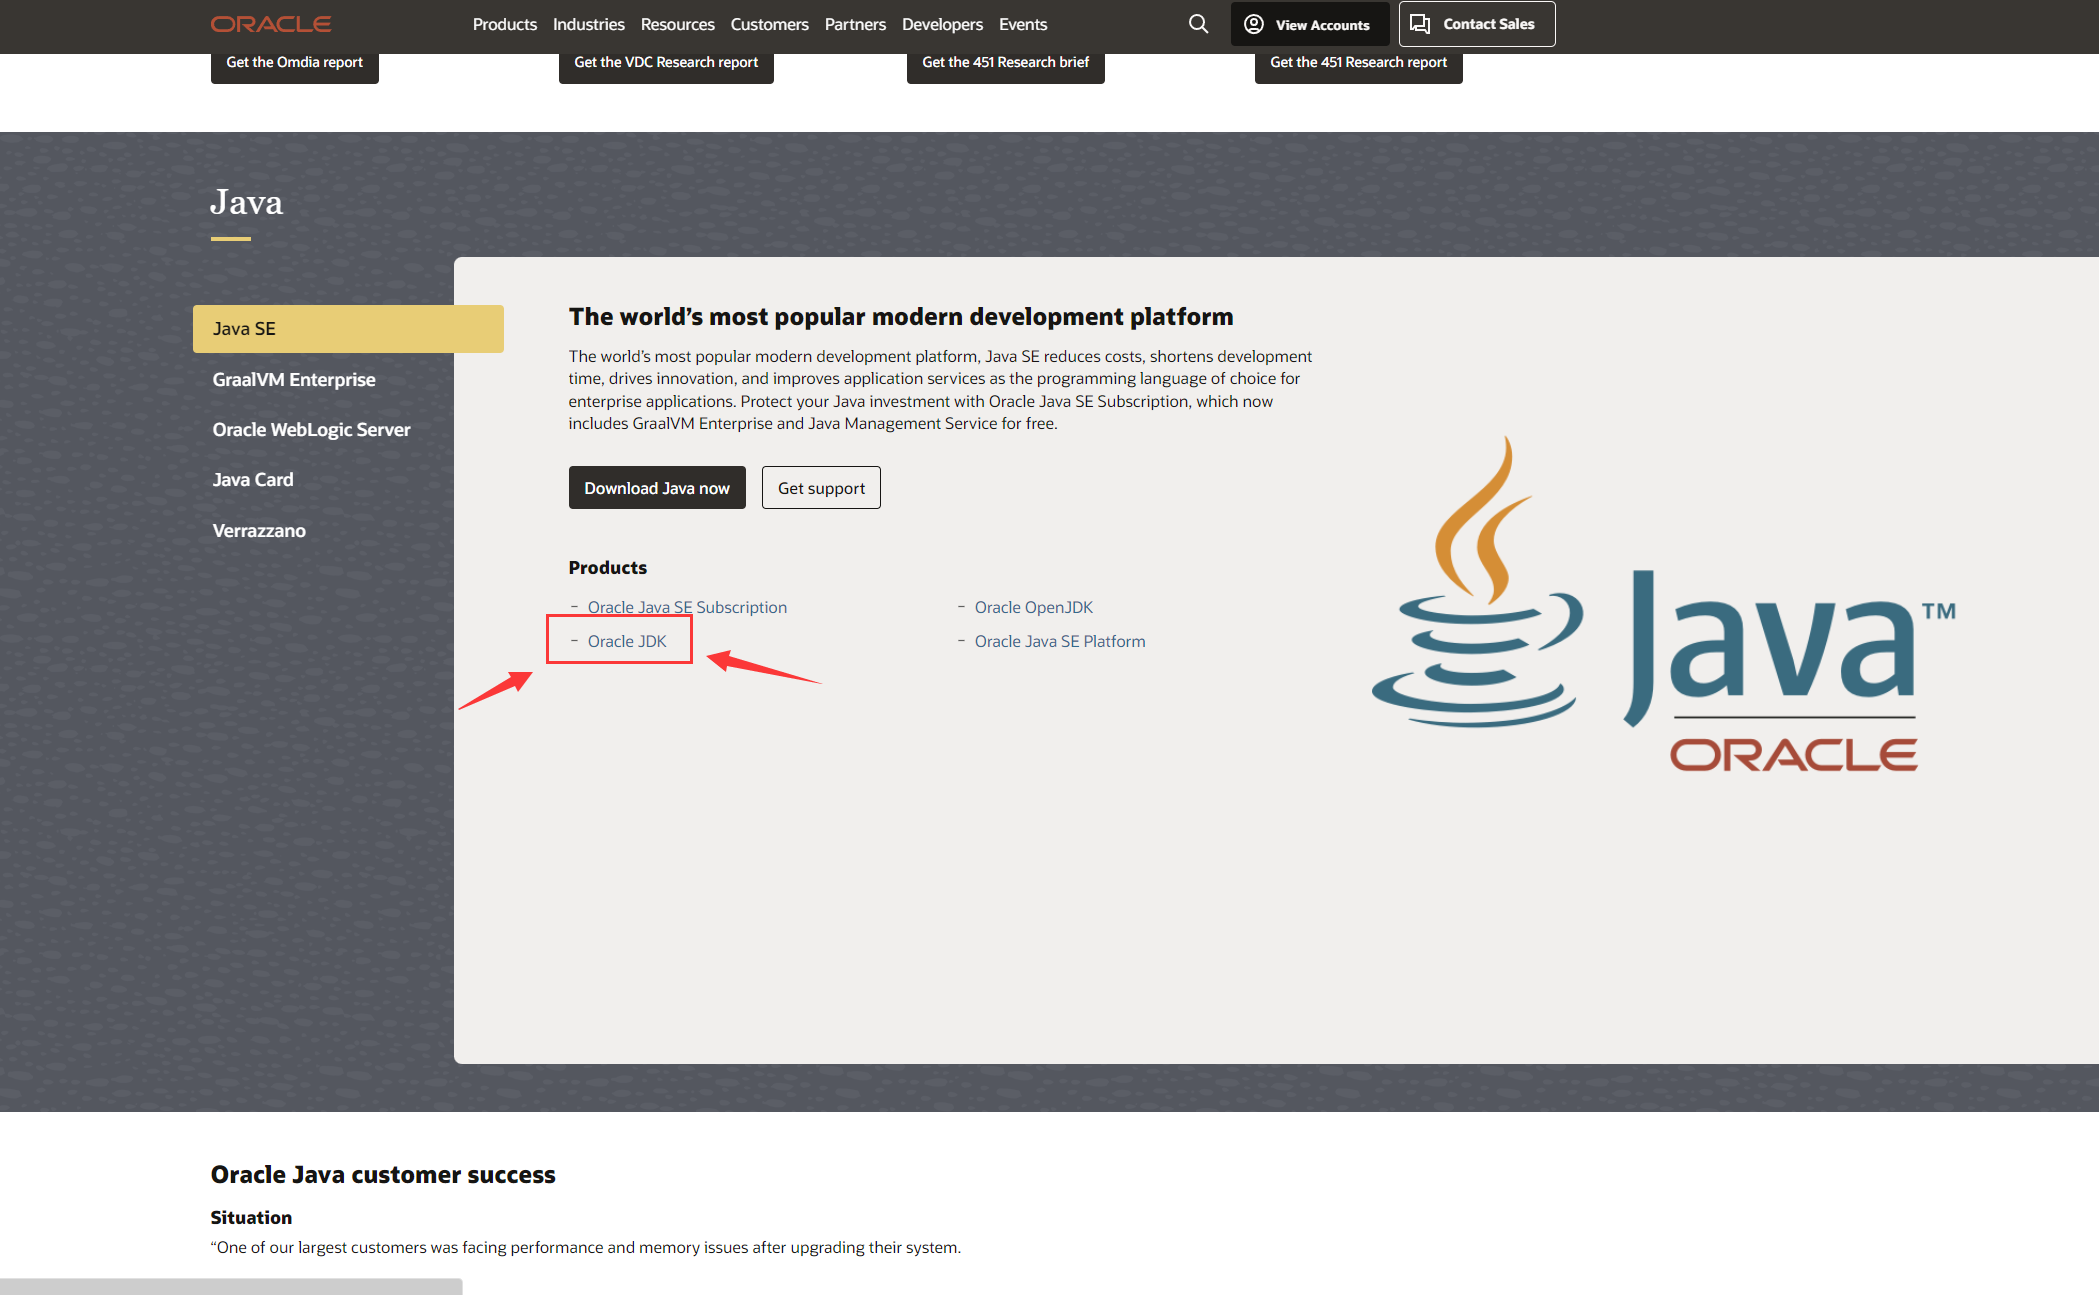 ORACLE
Products Industries Resources Customers Partners Developers Events
View Accounts
Contact Sales
Get the Omdia report
Get the VDC Research report
Get the 451 Research brief
Get the 451 Research report
Java
Java SE
GraalVM Enterprise
Oracle WebLogic Server
Java Card
Verrazzano
The world’s most popular modern development platform
The world’s most popular modern development platform, Java SE reduces costs, shortens development
time, drives innovation, and improves application services as the programming language of choice for
enterprise applications. Protect your Java investment with Oracle Java SE Subscription, which now
includes GraalVM Enterprise and Java Management Service for free.
Download Java now
Get support
Products
– Oracle Java SE Subscription
– Oracle OpenJDK
– Oracle JDK
– Oracle Java SE Platform
Java™
ORACLE
Oracle Java customer success
Situation
“One of our largest customers was facing performance and memory issues after upgrading their system.